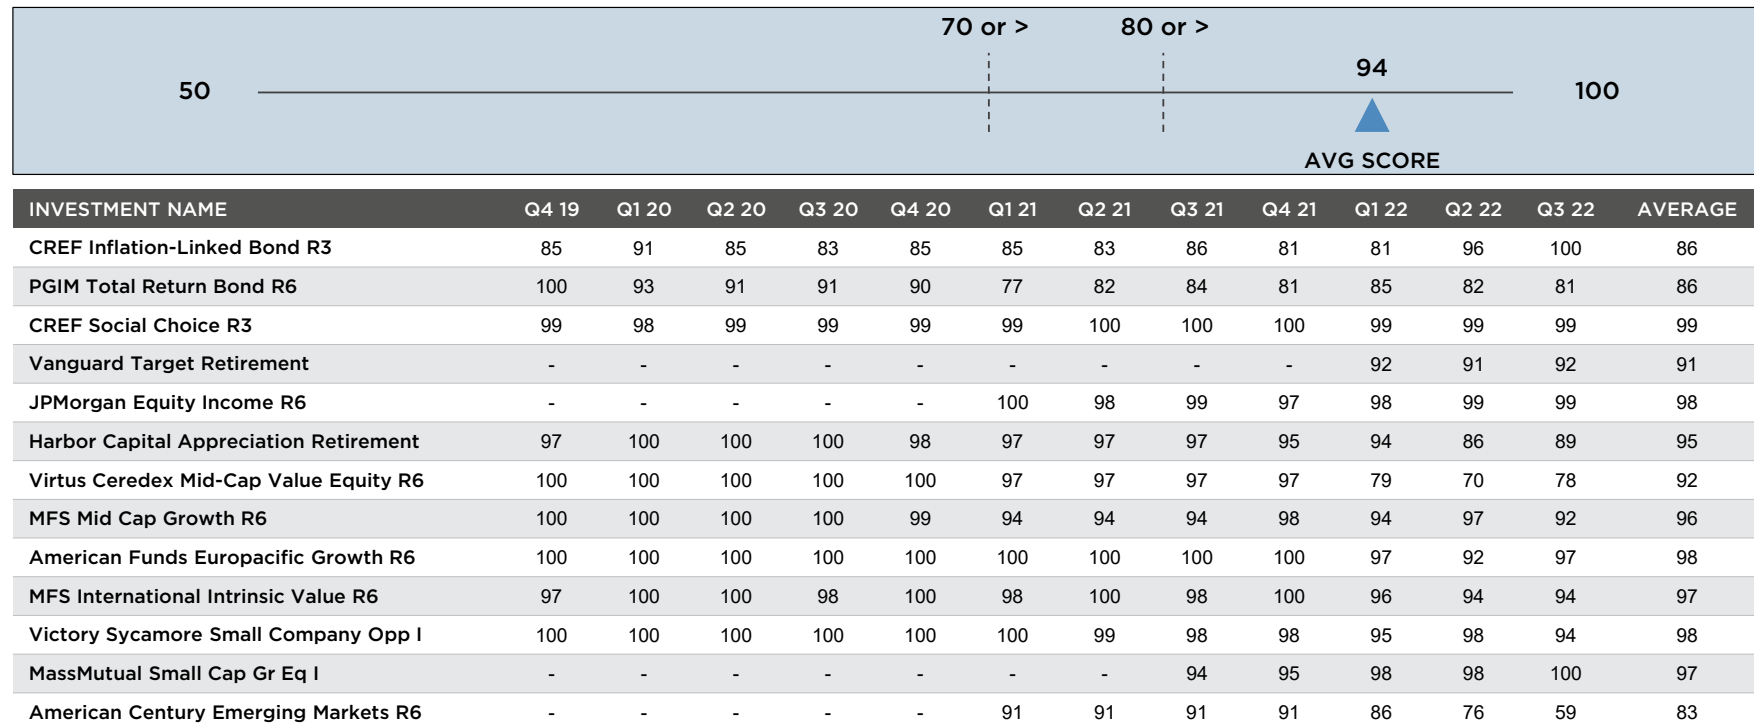 70 or > 80 or >
94
50 100
AVG SCORE
INVESTMENT NAME Q4 19 Q1 20 Q2 20 Q3 20 Q4 20 Q1 21 Q2 21 Q3 21 Q4 21 Q1 22 Q2 22 Q3 22 AVERAGE
CREF Inflation-Linked Bond R3 85 91 85 83 85 85 83 86 81 81 96 100 86
PGIM Total Return Bond R6 100 93 91 91 90 77 82 84 81 85 82 81 86
CREF Social Choice R3 99 98 99 99 99 99 100 100 100 99 99 99 99
Vanguard Target Retirement - - - - - - - - - 92 91 92 91
JPMorgan Equity Income R6 - - - - - 100 98 99 97 98 99 99 98
Harbor Capital Appreciation Retirement 97 100 100 100 98 97 97 97 95 94 86 89 95
Virtus Ceredex Mid-Cap Value Equity R6 100 100 100 100 100 97 97 97 97 79 70 78 92
MFS Mid Cap Growth R6 100 100 100 100 99 94 94 94 98 94 97 92 96
American Funds Europacific Growth R6 100 100 100 100 100 100 100 100 100 97 92 97 98
MFS International Intrinsic Value R6 97 100 100 98 100 98 100 98 100 96 94 94 97
Victory Sycamore Small Company Opp I 100 100 100 100 100 100 99 98 98 95 98 94 98
MassMutual Small Cap Gr Eq I - - - - - - - 94 95 98 98 100 97
American Century Emerging Markets R6 - - - - - 91 91 91 91 86 76 59 83